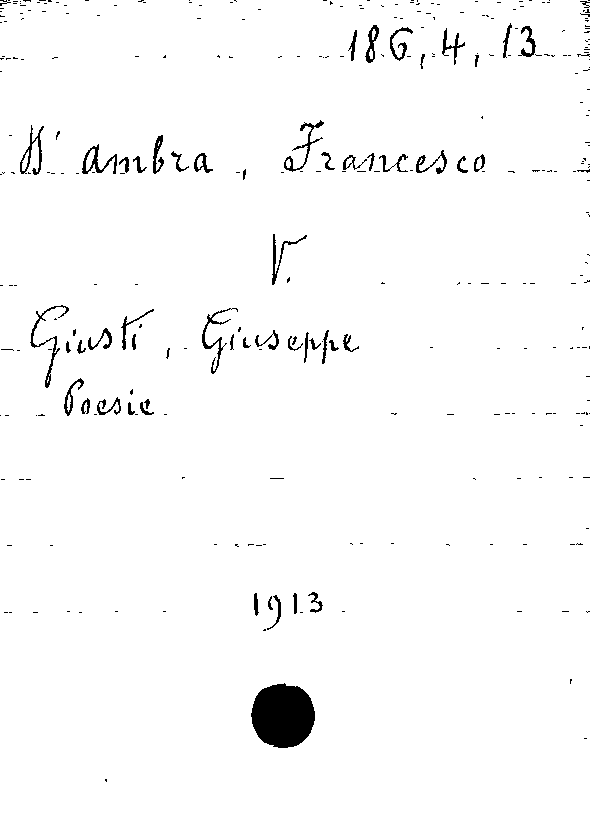 186, 4, 13
D' ambra, Francesco
V.
Giusti, Giuseppe
Poesie
1913